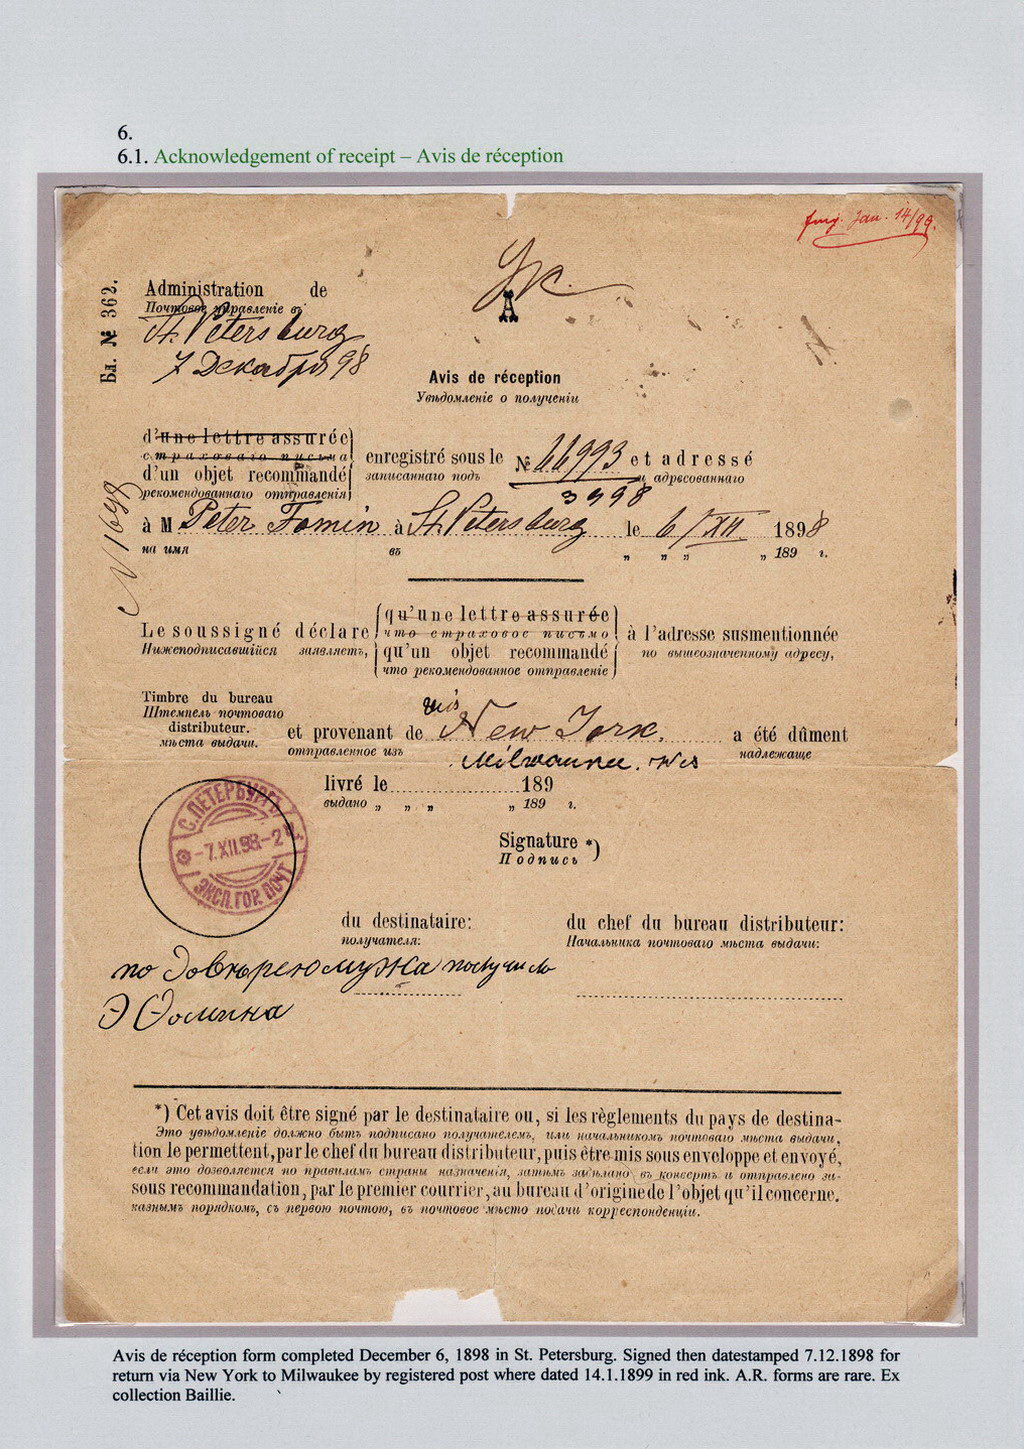 6.
6.1. Acknowledgement of receipt – Avis de réception
Jan. 14/99.
Бл. № 362.
Administration de
Почтовое управленіе въ
St. Petersburg
7 Декабря 98
A
Avis de réception
Увѣдомленіе о полученіи
d'une lettre assurée
страховаго письма
d'un objet recommandé
рекомендованнаго отправленія
enregistré sous le № 66993 et adressé
записаннаго подъ и адресованнаго
3998
N 1698
à M Peter Fomin à St. Petersburg le 6/XII 1898
на имя въ „ „ „ „ 189 г.
Le soussigné déclare
Нижеподписавшійся заявляетъ,
qu'une lettre assurée
что страховое письмо
qu'un objet recommandé
что рекомендованное отправленіе
à l'adresse susmentionnée
по вышеозначенному адресу,
Timbre du bureau
Штемпель почтоваго
distributeur.
мѣста выдачи.
via
et provenant de New York. a été dûment
отправленное изъ надлежаще
Milwaukee. Wis
livré le 189
выдано „ „ „ „ 189 г.
С.ПЕТЕРБУРГЪ
-7.XII.98-2
ЭКСП.ГОР.ПОЧТ
Signature *)
Подпись
du destinataire:
получателя:
du chef du bureau distributeur:
Начальника почтоваго мѣста выдачи:
по довѣрею мужа получила
Э Фомина
*) Cet avis doit être signé par le destinataire ou, si les règlements du pays de destina-
Это увѣдомленіе должно быть подписано получателемъ, или начальникомъ почтоваго мѣста выдачи,
tion le permettent, par le chef du bureau distributeur, puis être mis sous enveloppe et envoyé,
если это дозволяется по правиламъ страны назначенія, затѣмъ задѣлано въ конвертъ и отправлено за-
sous recommandation, par le premier courrier, au bureau d'origine de l'objet qu'il concerne.
казнымъ порядкомъ, съ первою почтою, въ почтовое мѣсто подачи корреспонденціи.
Avis de réception form completed December 6, 1898 in St. Petersburg. Signed then datestamped 7.12.1898 for
return via New York to Milwaukee by registered post where dated 14.1.1899 in red ink. A.R. forms are rare. Ex
collection Baillie.